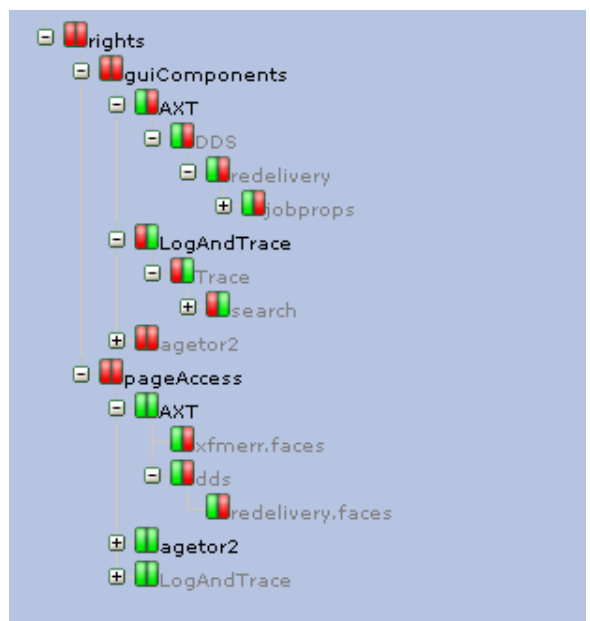 rights
guiComponents
AXT
DDS
redelivery
jobprops
LogAndTrace
Trace
search
agetor2
pageAccess
AXT
xfmerr.faces
dds
redelivery.faces
agetor2
LogAndTrace